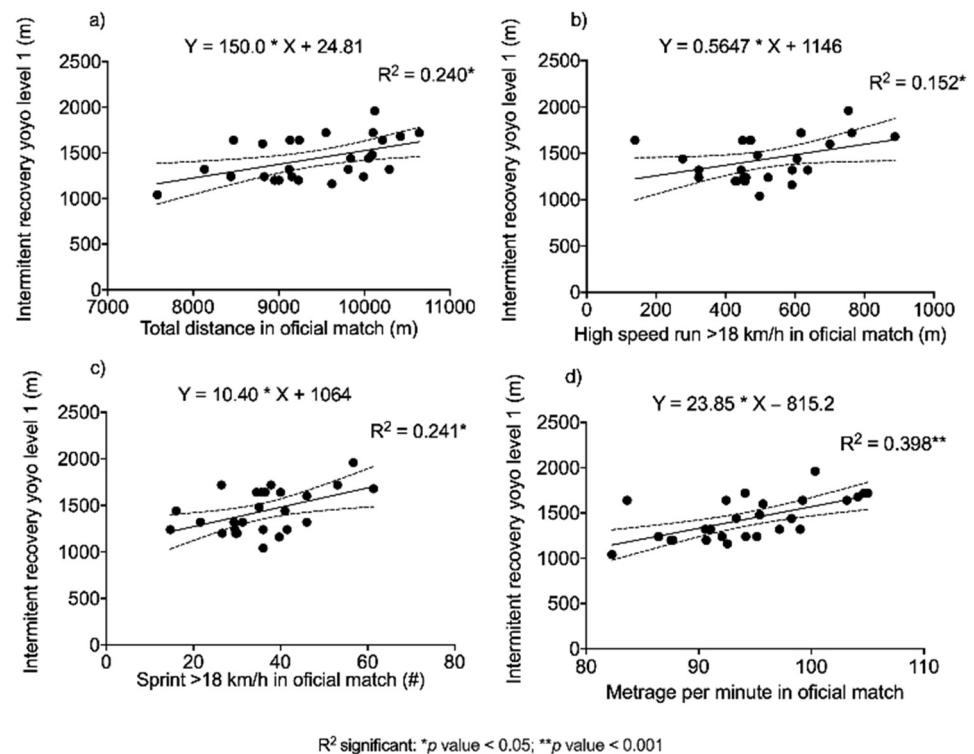 a)
Y = 150.0 * X + 24.81
R² = 0.240*
Intermitent recovery yoyo level 1 (m)
2500
2000
1500
1000
500
0
7000 8000 9000 10000 11000
Total distance in oficial match (m)
b)
Y = 0.5647 * X + 1146
R² = 0.152*
Intermitent recovery yoyo level 1 (m)
2500
2000
1500
1000
500
0
0 200 400 600 800 1000
High speed run >18 km/h in oficial match (m)
c)
Y = 10.40 * X + 1064
R² = 0.241*
Intermitent recovery yoyo level 1 (m)
2500
2000
1500
1000
500
0
0 20 40 60 80
Sprint >18 km/h in oficial match (#)
d)
Y = 23.85 * X – 815.2
R² = 0.398**
Intermitent recovery yoyo level 1 (m)
2500
2000
1500
1000
500
0
80 90 100 110
Metrage per minute in oficial match
R² significant: *p value < 0.05; **p value < 0.001